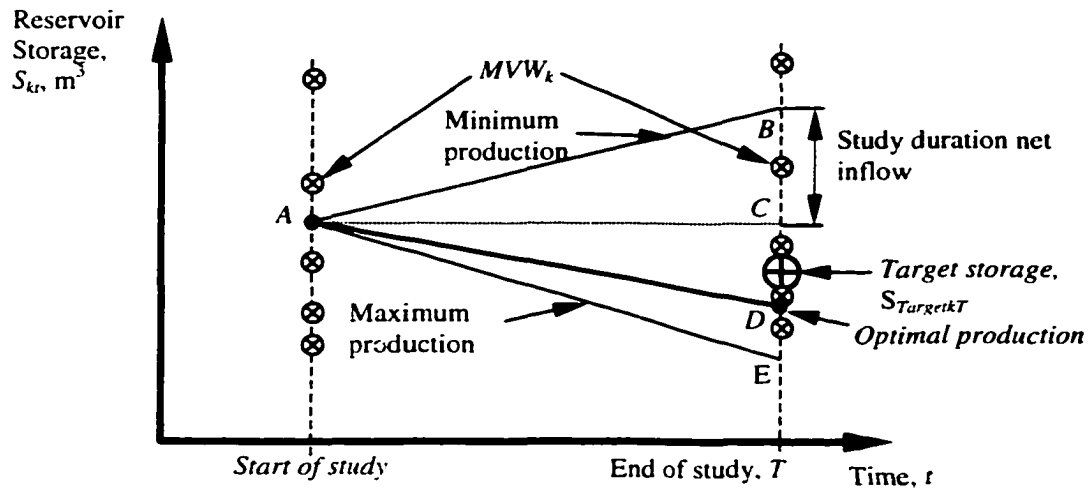 Reservoir
Storage,
S_kt, m³
MVW_k
Minimum
production
B
Study duration net
inflow
A
C
Target storage,
S_TargetkT
Maximum
production
D
Optimal production
E
Start of study
End of study, T
Time, t